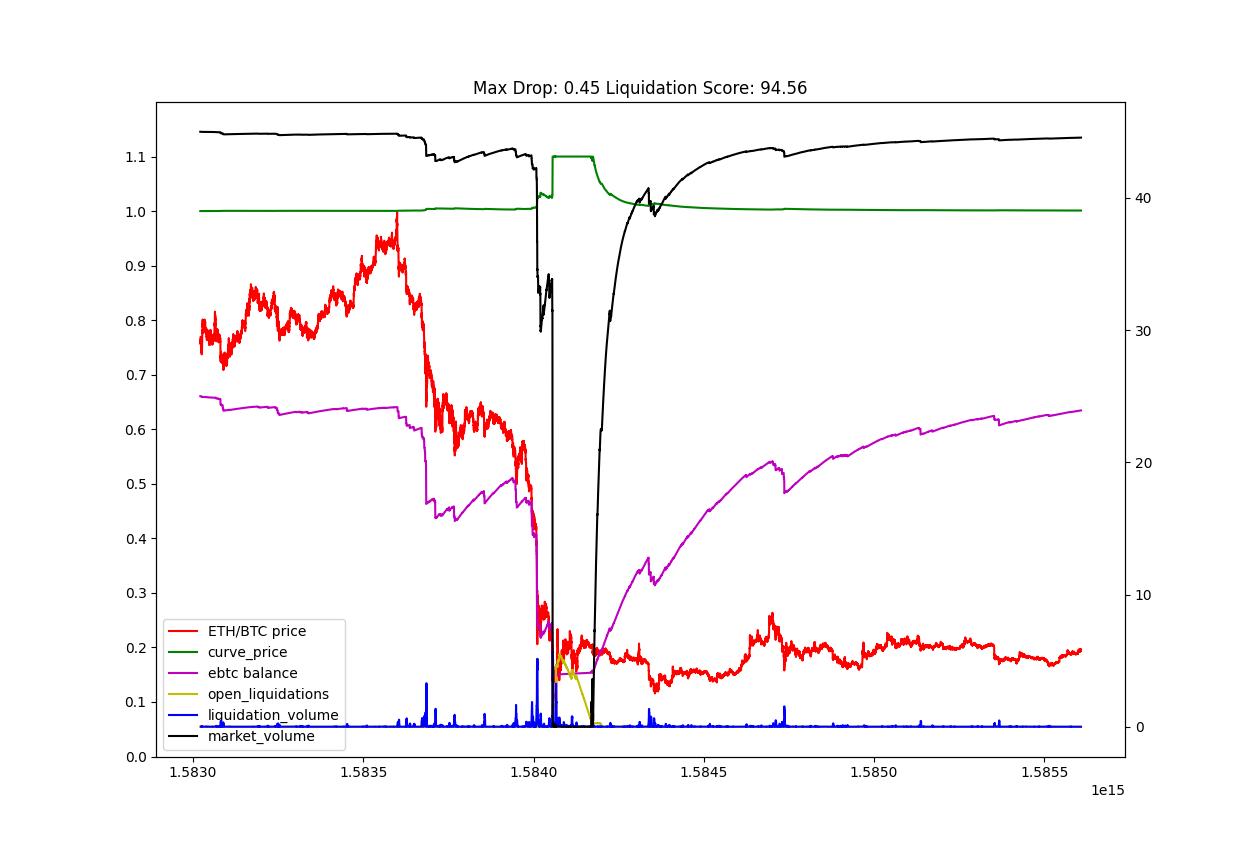 Max Drop: 0.45 Liquidation Score: 94.56
1.1
1.0
0.9
0.8
0.7
0.6
0.5
0.4
0.3
0.2
0.1
0.0
40
30
20
10
0
ETH/BTC price
curve_price
ebtc balance
open_liquidations
liquidation_volume
market_volume
1.5830 1.5835 1.5840 1.5845 1.5850 1.5855
1e15